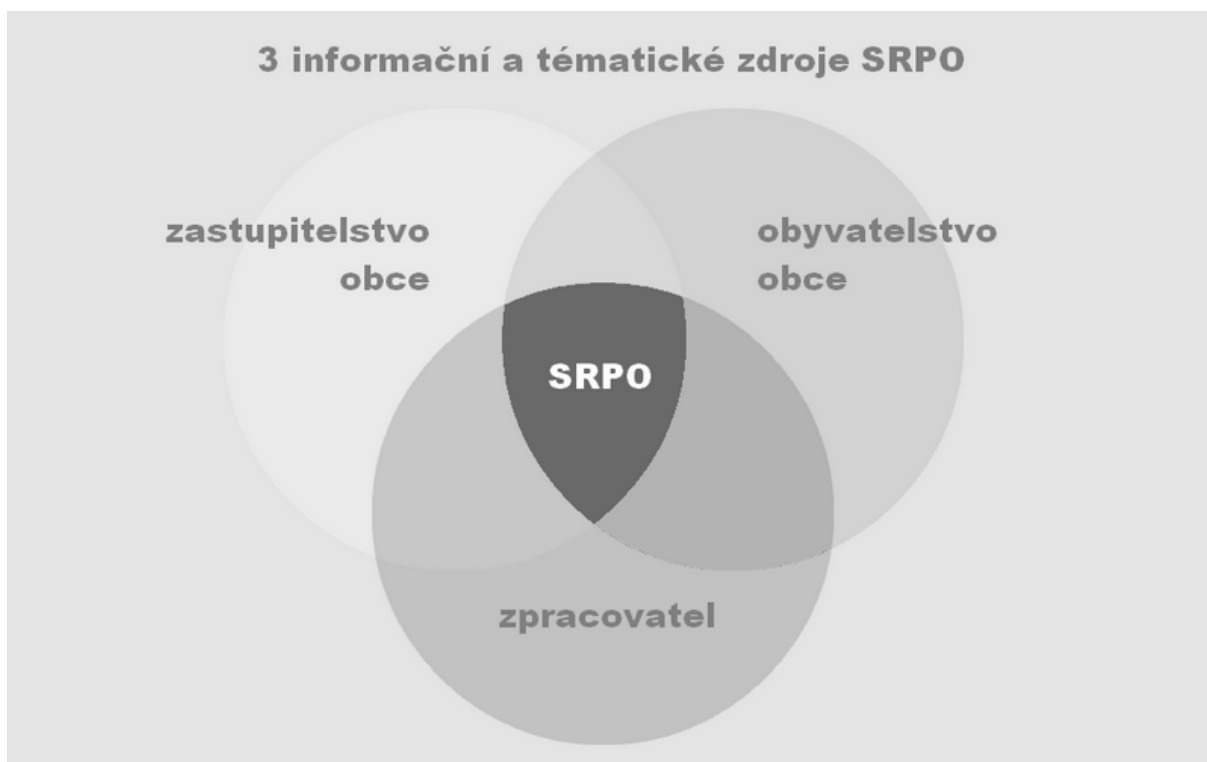 3 informační a tématické zdroje SRPO
zastupitelstvo
obce
obyvatelstvo
obce
SRPO
zpracovatel